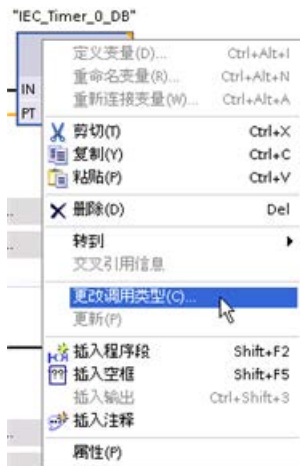 "IEC_Timer_0_DB"
IN
PT
定义变量(D)... Ctrl+Alt+I
重命名变量(R)... Ctrl+Alt+N
重新连接变量(W)... Ctrl+Alt+A
剪切(T) Ctrl+X
复制(Y) Ctrl+C
粘贴(P) Ctrl+V
删除(D) Del
转到
交叉引用信息
更改调用类型(C)...
更新(P)
插入程序段 Shift+F2
插入空框 Shift+F5
插入输出 Ctrl+Shift+3
插入注释
属性(P)